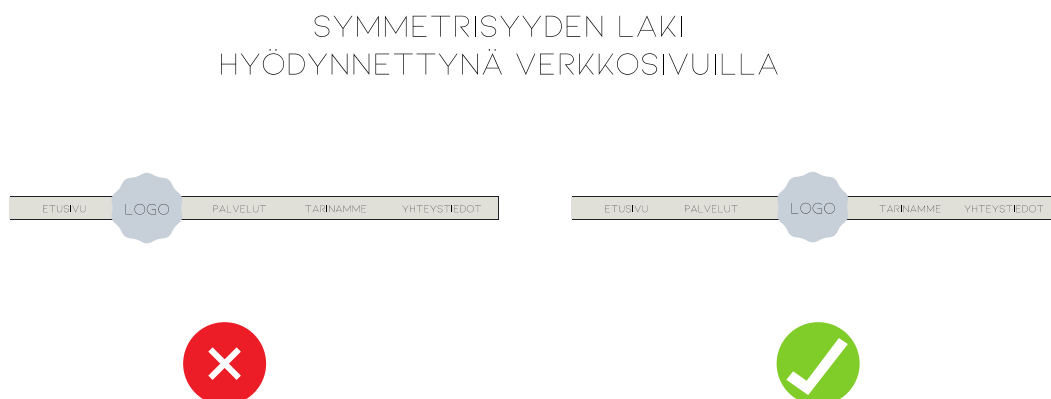 SYMMETRISYYDEN LAKI
HYÖDYNNETTYNÄ VERKKOSIVUILLA
ETUSIVU LOGO PALVELUT TARINAMME YHTEYSTIEDOT
ETUSIVU PALVELUT LOGO TARINAMME YHTEYSTIEDOT